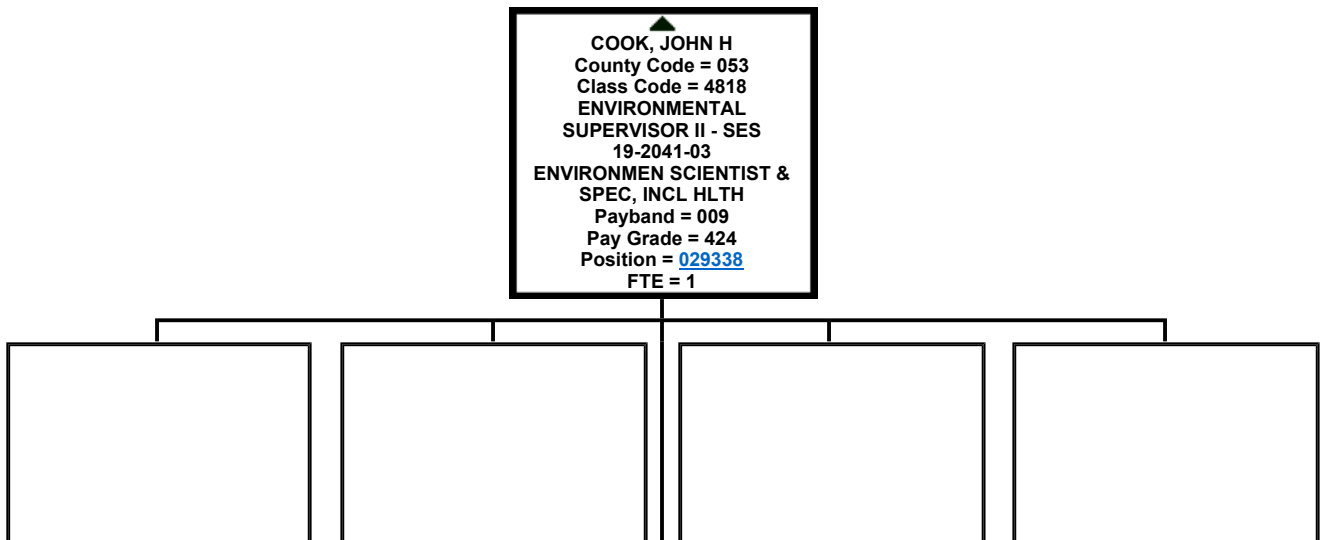 COOK, JOHN H
County Code = 053
Class Code = 4818
ENVIRONMENTAL
SUPERVISOR II - SES
19-2041-03
ENVIRONMEN SCIENTIST &
SPEC, INCL HLTH
Payband = 009
Pay Grade = 424
Position = 029338
FTE = 1